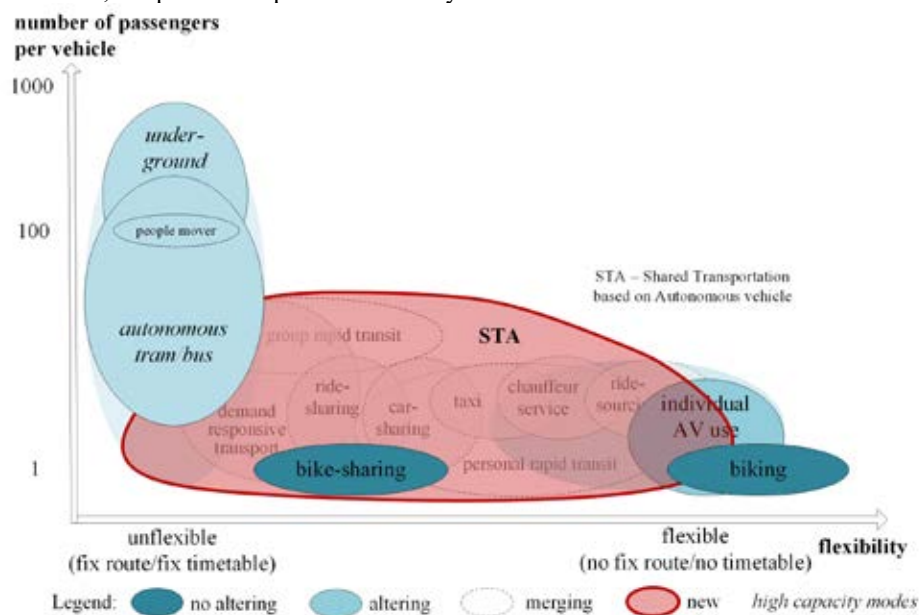 number of passengers
per vehicle
1000
under-
ground
100
people mover
STA – Shared Transportation
based on Autonomous vehicle
autonomous
tram/bus
group rapid transit
STA
ride-
sharing
car-
sharing
taxi
chauffeur
service
ride-
individual
AV use
demand
responsive
transport
1
bike-sharing
personal rapid transit
biking
unflexible
(fix route/fix timetable)
flexible
(no fix route/no timetable)
flexibility
Legend:
no altering
altering
merging
new
high capacity modes